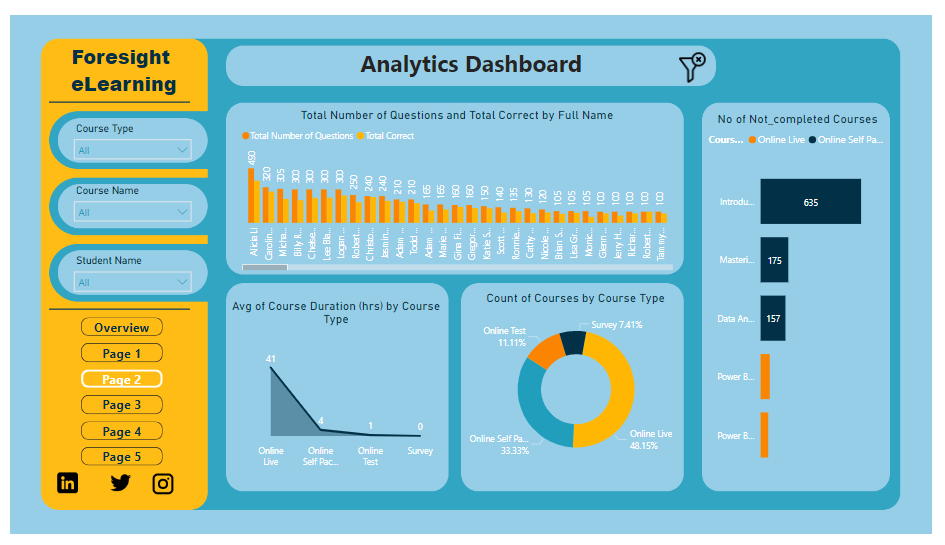 Foresight
eLearning
Course Type
All
Course Name
All
Student Name
All
Overview
Page 1
Page 2
Page 3
Page 4
Page 5
in
Analytics Dashboard
Total Number of Questions and Total Correct by Full Name
Total Number of Questions Total Correct
450 320 305 300 300 300 300 250 240 240 210 210 165 165 160 160 150 140 135 130 120 105 105 105 100 100 100 100 100
Alicia Li Carolin... Micha... Billy R... Chelse... Lee Bla... Logan ... Robert... Christo... Jasmin... Adam ... Todd ... Adam ... Marie ... Gina Fi... Gregor... Katie S... Scott ... Ronnie... Cathy ... Nicole ... Brian S... Lisa Gr... Monic... Glenn ... Jerry H... Richar... Robert... Tammy...
Avg of Course Duration (hrs) by Course
Type
41
4
1
0
Online
Live
Online
Self Pac...
Online
Test
Survey
Count of Courses by Course Type
Survey 7.41%
Online Test
11.11%
Online Self Pa...
33.33%
Online Live
48.15%
No of Not_completed Courses
Cours... Online Live Online Self Pa...
Introdu... 635
Masteri... 175
Data An... 157
Power B...
Power B...